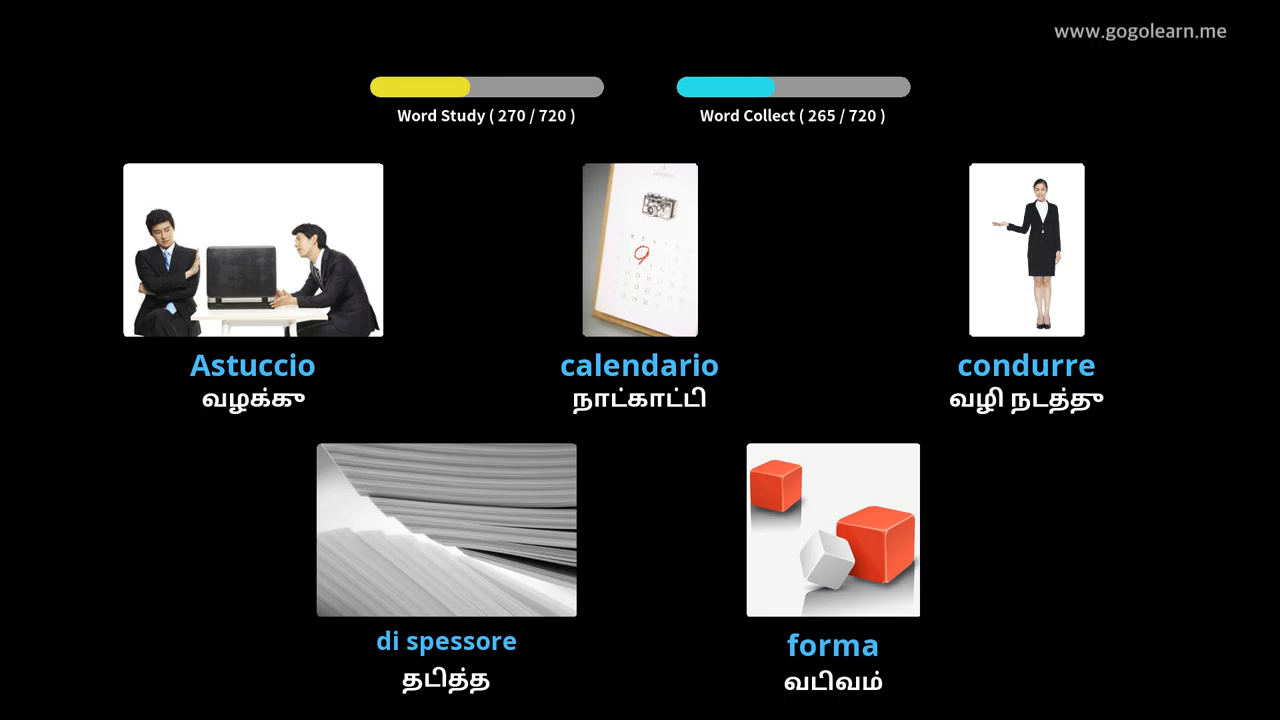 www.gogolearn.me
Word Study ( 270 / 720 )
Word Collect ( 265 / 720 )
Astuccio
வழக்கு
calendario
நாட்காட்டி
condurre
வழி நடத்து
di spessore
தடித்த
forma
வடிவம்